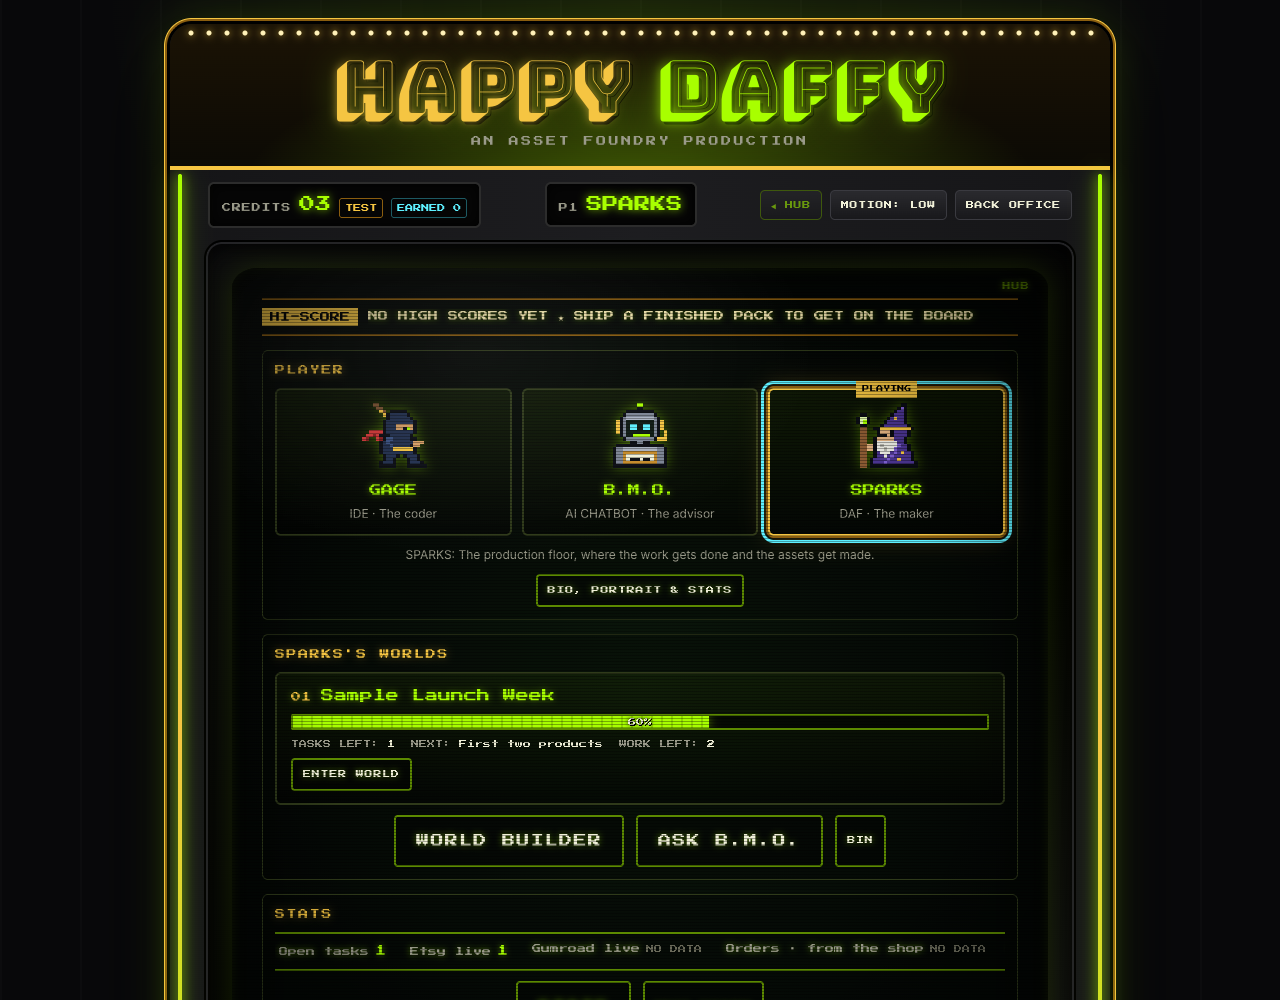 HAPPY DAFFY
AN ASSET FOUNDRY PRODUCTION
CREDITS 03 TEST EARNED 0
P1 SPARKS
◂ HUB
MOTION: LOW
BACK OFFICE
HUB
HI-SCORE NO HIGH SCORES YET . SHIP A FINISHED PACK TO GET ON THE BOARD
PLAYER
GAGE
IDE · The coder
B.M.O.
AI CHATBOT · The advisor
PLAYING
SPARKS
DAF · The maker
SPARKS: The production floor, where the work gets done and the assets get made.
BIO, PORTRAIT & STATS
SPARKS'S WORLDS
01 Sample Launch Week
60%
TASKS LEFT: 1 NEXT: First two products WORK LEFT: 2
ENTER WORLD
WORLD BUILDER
ASK B.M.O.
BIN
STATS
Open tasks 1 Etsy live 1 Gumroad live NO DATA Orders · from the shop NO DATA